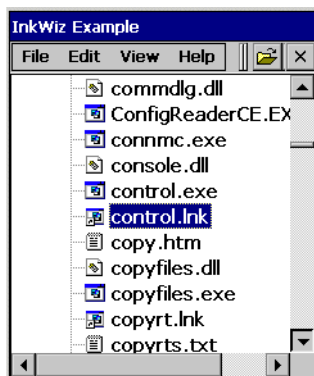 InkWiz Example
File Edit View Help
commdlg.dll
ConfigReaderCE.EX
connmc.exe
console.dll
control.exe
control.lnk
copy.htm
copyfiles.dll
copyfiles.exe
copyrt.lnk
copyrts.txt